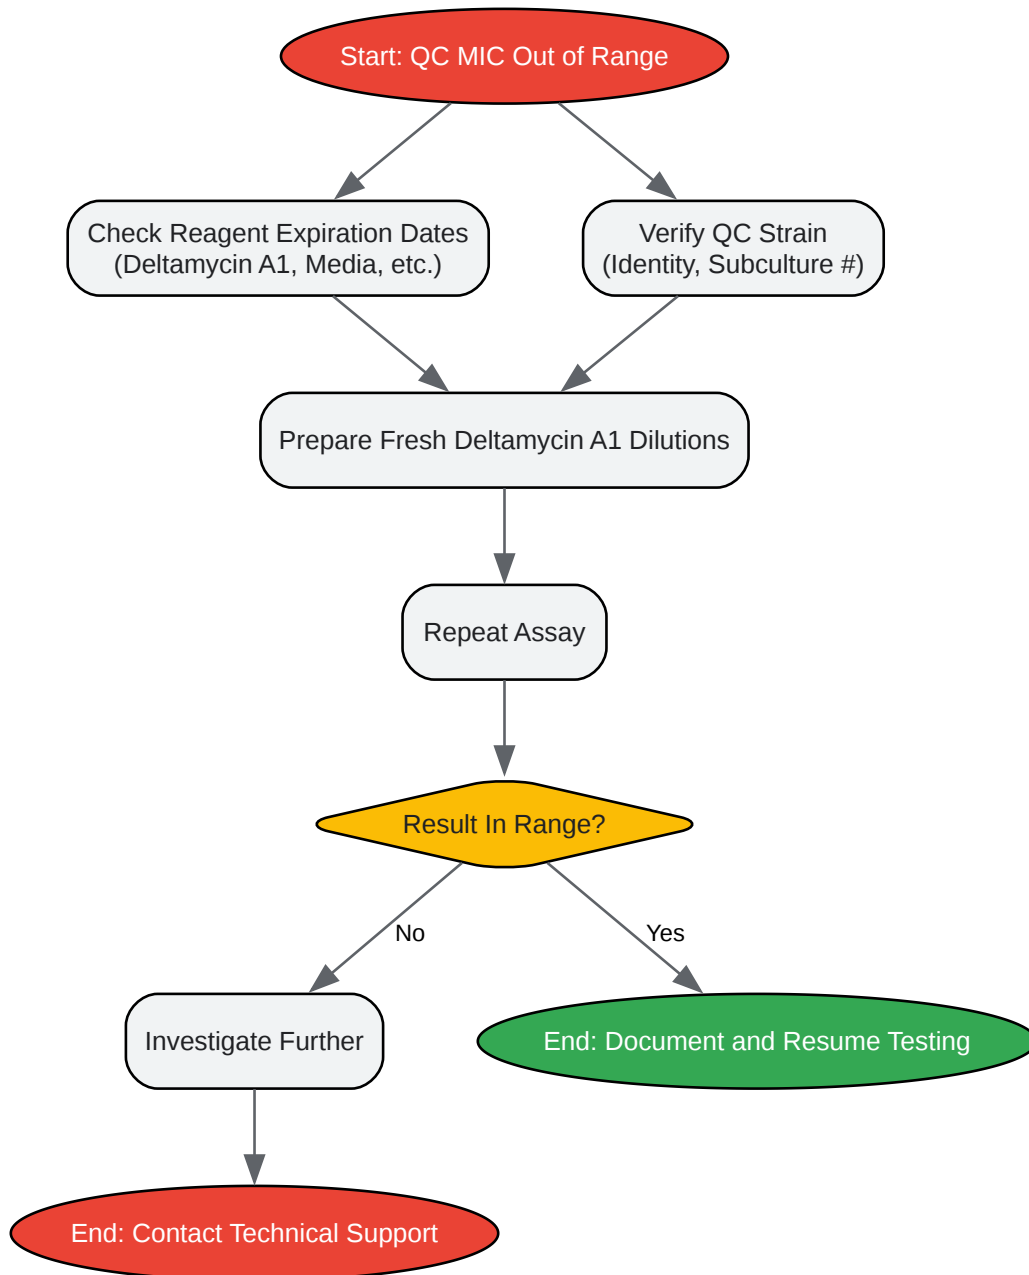 Start: QC MIC Out of Range
Check Reagent Expiration Dates
(Deltamycin A1, Media, etc.)
Verify QC Strain
(Identity, Subculture #)
Prepare Fresh Deltamycin A1 Dilutions
Repeat Assay
Result In Range?
No
Yes
Investigate Further
End: Document and Resume Testing
End: Contact Technical Support